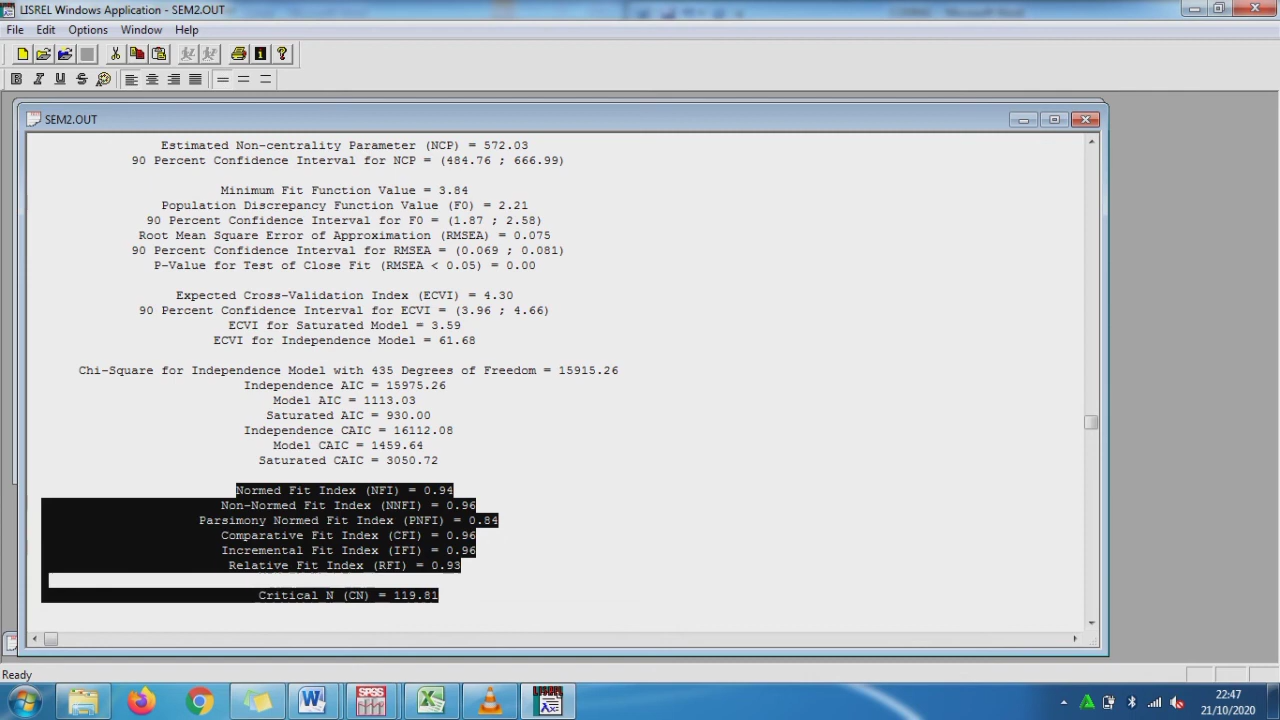 LISREL Windows Application - SEM2.OUT
File Edit Options Window Help
SEM2.OUT
Estimated Non-centrality Parameter (NCP) = 572.03
90 Percent Confidence Interval for NCP = (484.76 ; 666.99)
Minimum Fit Function Value = 3.84
Population Discrepancy Function Value (F0) = 2.21
90 Percent Confidence Interval for F0 = (1.87 ; 2.58)
Root Mean Square Error of Approximation (RMSEA) = 0.075
90 Percent Confidence Interval for RMSEA = (0.069 ; 0.081)
P-Value for Test of Close Fit (RMSEA < 0.05) = 0.00
Expected Cross-Validation Index (ECVI) = 4.30
90 Percent Confidence Interval for ECVI = (3.96 ; 4.66)
ECVI for Saturated Model = 3.59
ECVI for Independence Model = 61.68
Chi-Square for Independence Model with 435 Degrees of Freedom = 15915.26
Independence AIC = 15975.26
Model AIC = 1113.03
Saturated AIC = 930.00
Independence CAIC = 16112.08
Model CAIC = 1459.64
Saturated CAIC = 3050.72
Normed Fit Index (NFI) = 0.94
Non-Normed Fit Index (NNFI) = 0.96
Parsimony Normed Fit Index (PNFI) = 0.84
Comparative Fit Index (CFI) = 0.96
Incremental Fit Index (IFI) = 0.96
Relative Fit Index (RFI) = 0.93
Critical N (CN) = 119.81
Ready
22:47
21/10/2020